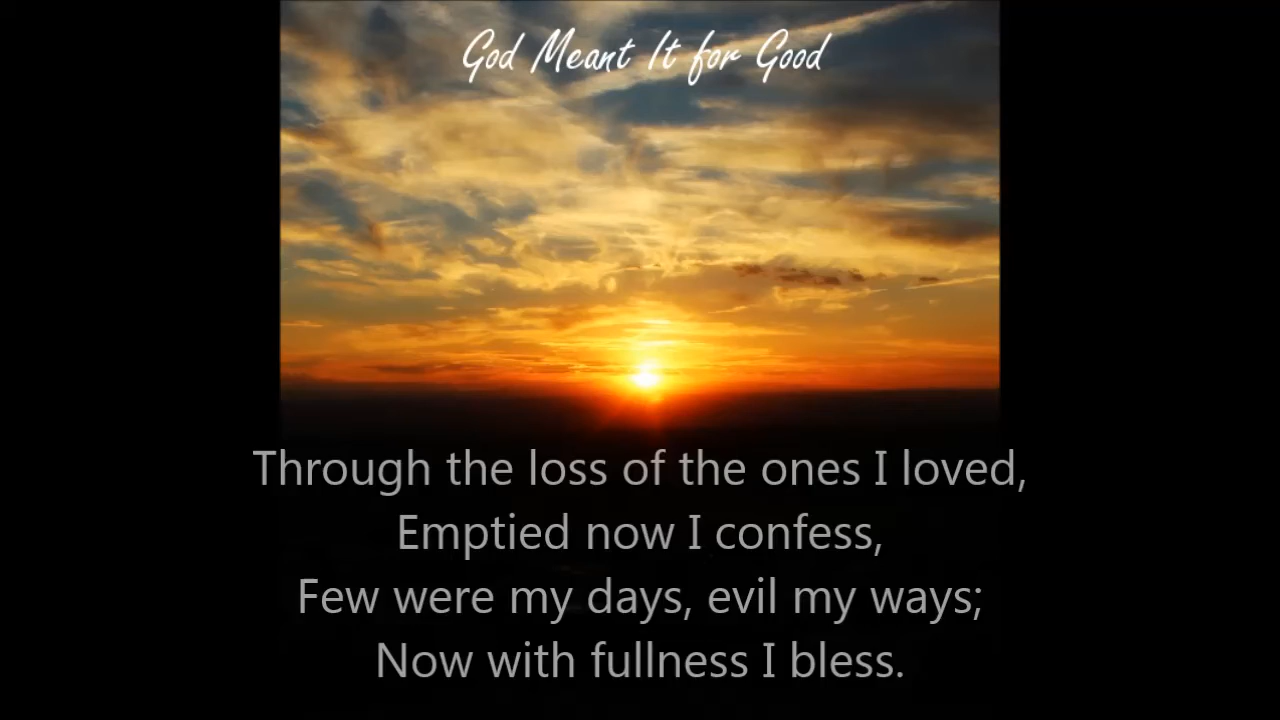 God Meant It for Good
Through the loss of the ones I loved,
Emptied now I confess,
Few were my days, evil my ways;
Now with fullness I bless.